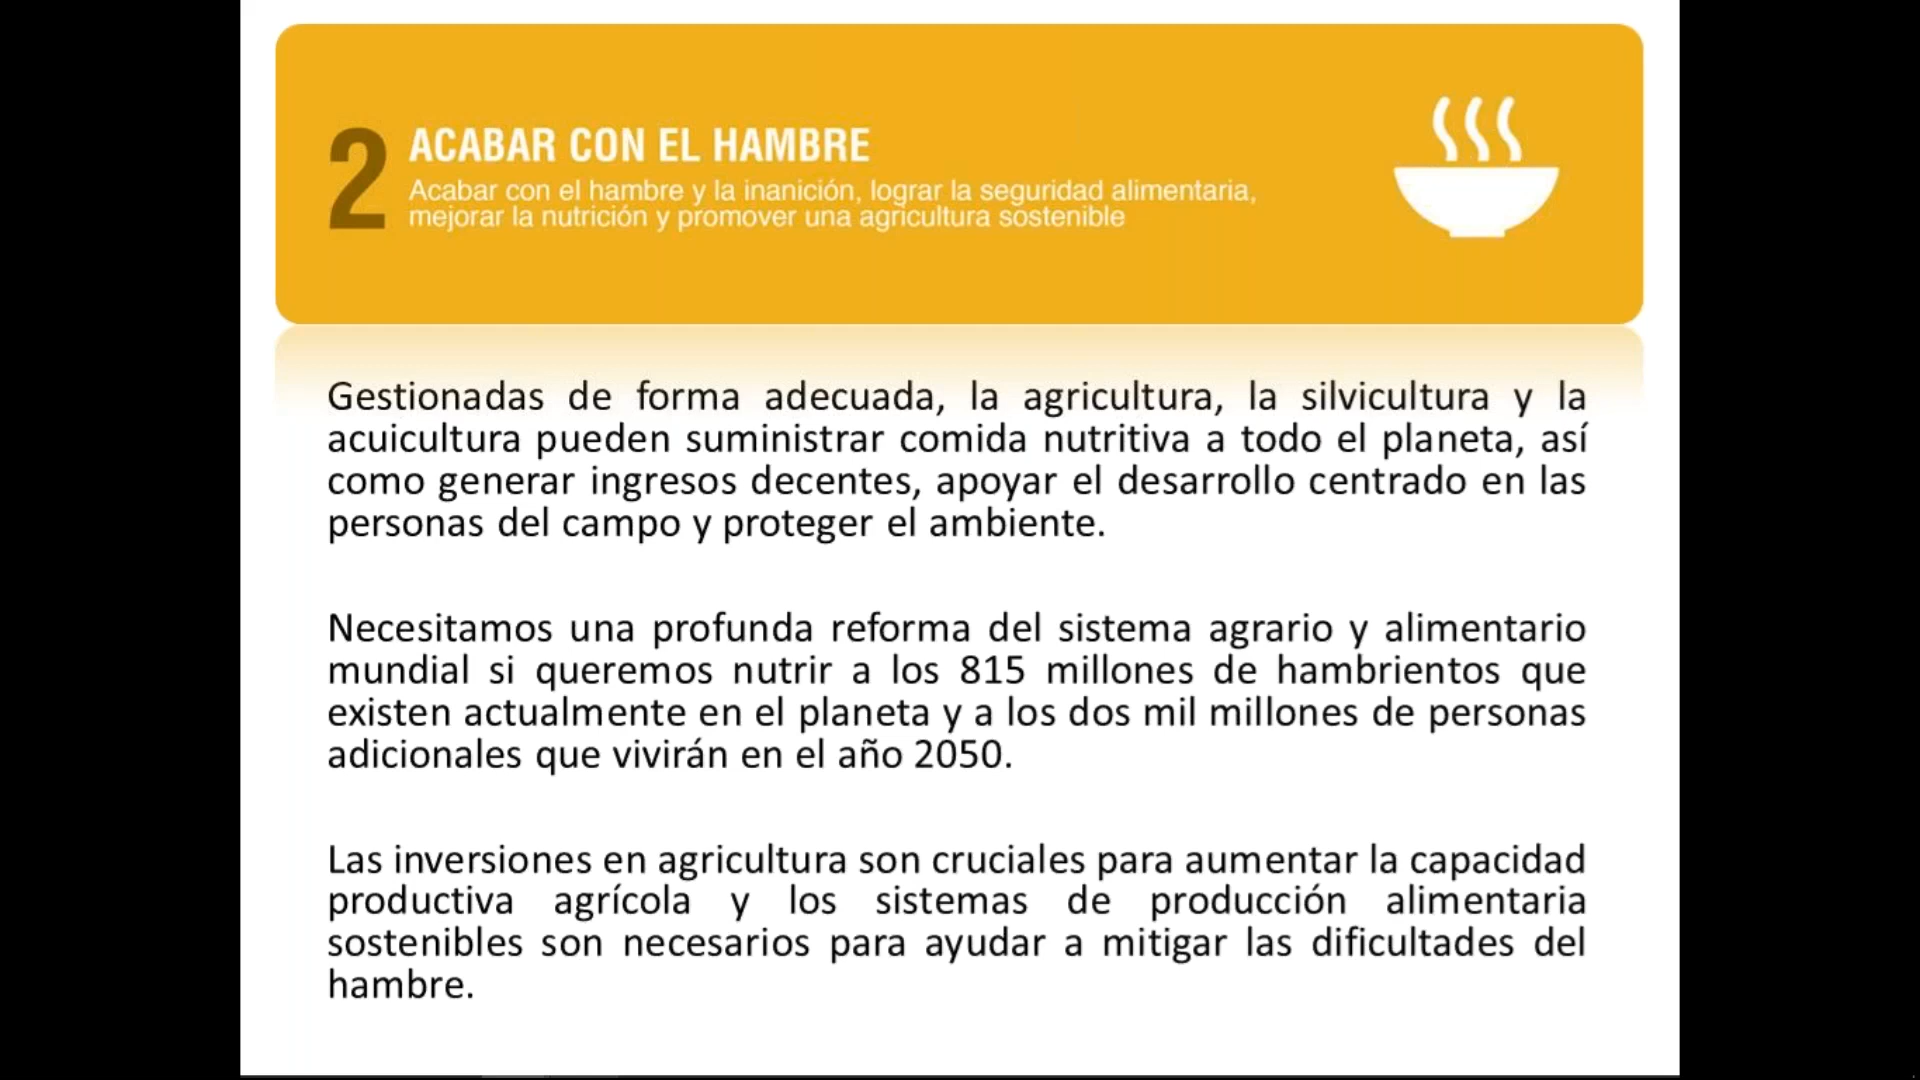 2
ACABAR CON EL HAMBRE
Acabar con el hambre y la inanición, lograr la seguridad alimentaria,
mejorar la nutrición y promover una agricultura sostenible
Gestionadas de forma adecuada, la agricultura, la silvicultura y la
acuicultura pueden suministrar comida nutritiva a todo el planeta, así
como generar ingresos decentes, apoyar el desarrollo centrado en las
personas del campo y proteger el ambiente.
Necesitamos una profunda reforma del sistema agrario y alimentario
mundial si queremos nutrir a los 815 millones de hambrientos que
existen actualmente en el planeta y a los dos mil millones de personas
adicionales que vivirán en el año 2050.
Las inversiones en agricultura son cruciales para aumentar la capacidad
productiva agrícola y los sistemas de producción alimentaria
sostenibles son necesarios para ayudar a mitigar las dificultades del
hambre.